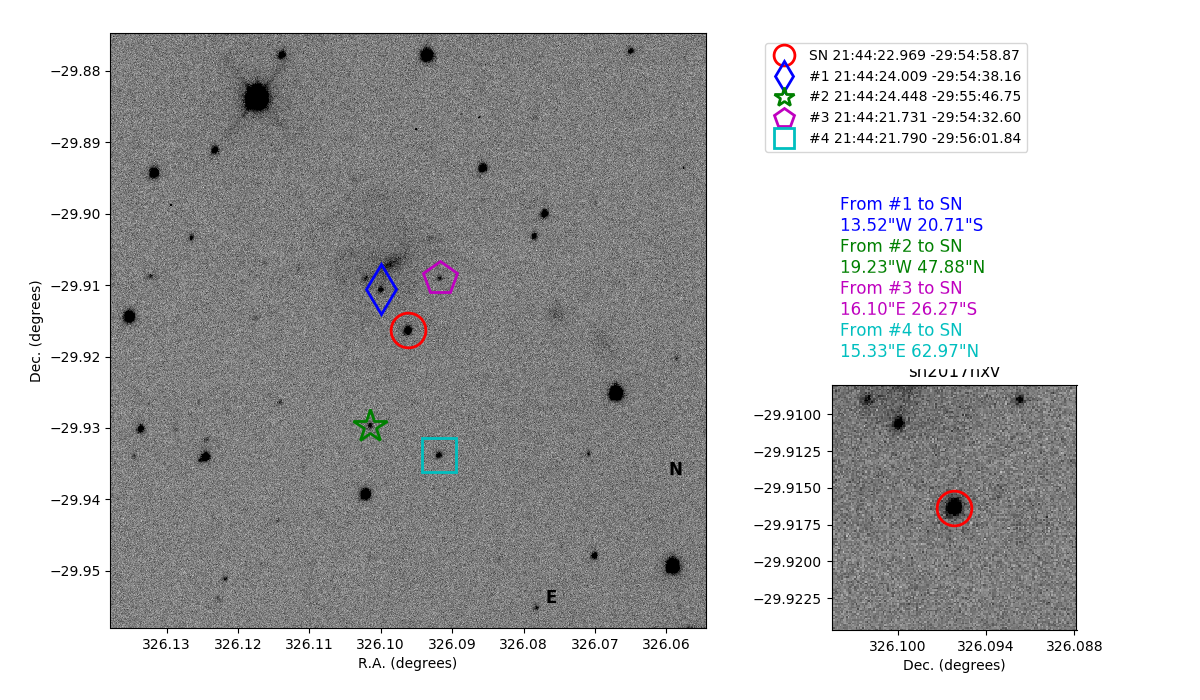 SN 21:44:22.969 -29:54:58.87
#1 21:44:24.009 -29:54:38.16
#2 21:44:24.448 -29:55:46.75
#3 21:44:21.731 -29:54:32.60
#4 21:44:21.790 -29:56:01.84
From #1 to SN
13.52"W 20.71"S
From #2 to SN
19.23"W 47.88"N
From #3 to SN
16.10"E 26.27"S
From #4 to SN
15.33"E 62.97"N
−29.88
−29.89
−29.90
−29.91
−29.92
−29.93
−29.94
−29.95
Dec. (degrees)
N
E
326.13 326.12 326.11 326.10 326.09 326.08 326.07 326.06
R.A. (degrees)
sn2017hxv
−29.9100
−29.9125
−29.9150
−29.9175
−29.9200
−29.9225
326.100 326.094 326.088
Dec. (degrees)